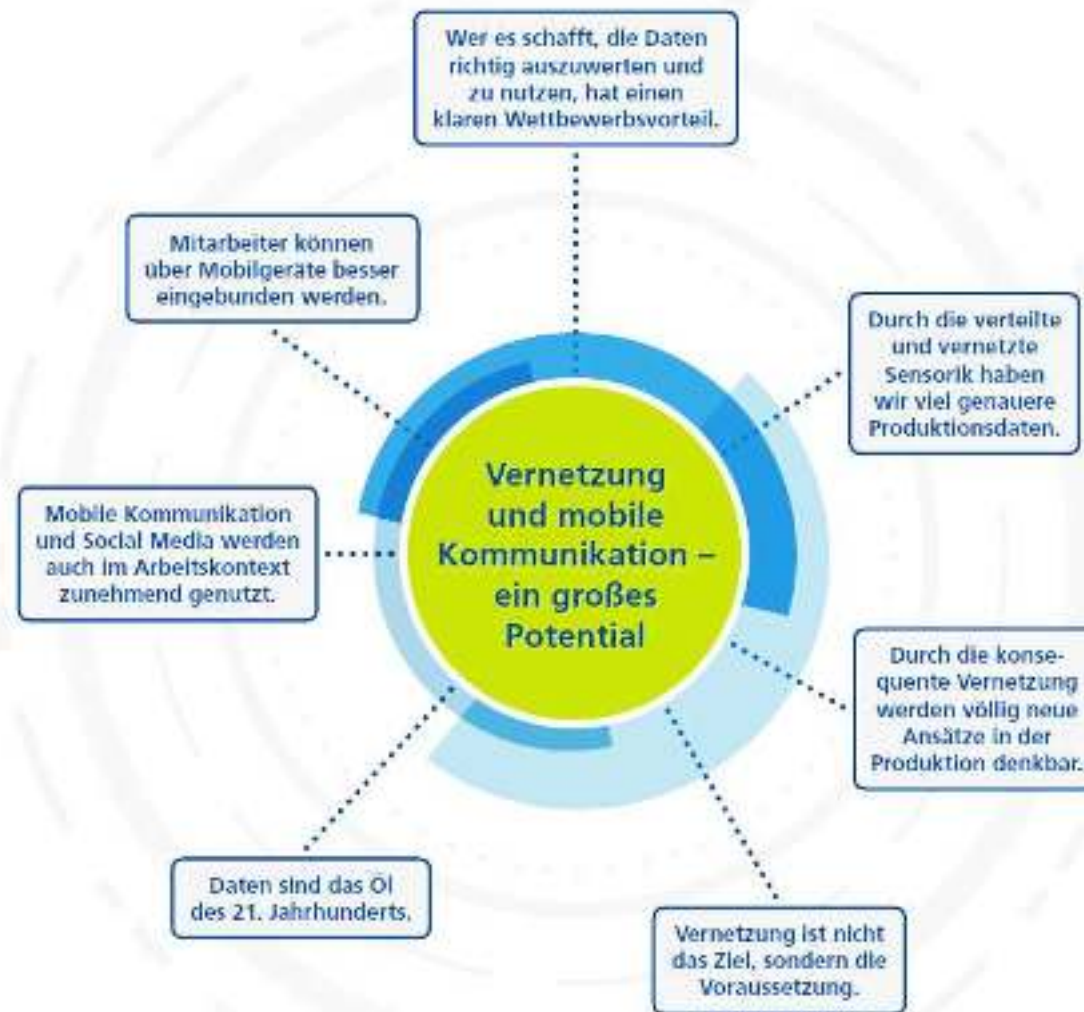 Wer es schafft, die Daten
richtig auszuwerten und
zu nutzen, hat einen
klaren Wettbewerbsvorteil.
Mitarbeiter können
über Mobilgeräte besser
eingebunden werden.
Durch die verteilte
und vernetzte
Sensorik haben
wir viel genauere
Produktionsdaten.
Vernetzung
und mobile
Kommunikation –
ein großes
Potential
Mobile Kommunikation
und Social Media werden
auch im Arbeitskontext
zunehmend genutzt.
Durch die konse-
quente Vernetzung
werden völlig neue
Ansätze in der
Produktion denkbar.
Daten sind das Öl
des 21. Jahrhunderts.
Vernetzung ist nicht
das Ziel, sondern die
Voraussetzung.